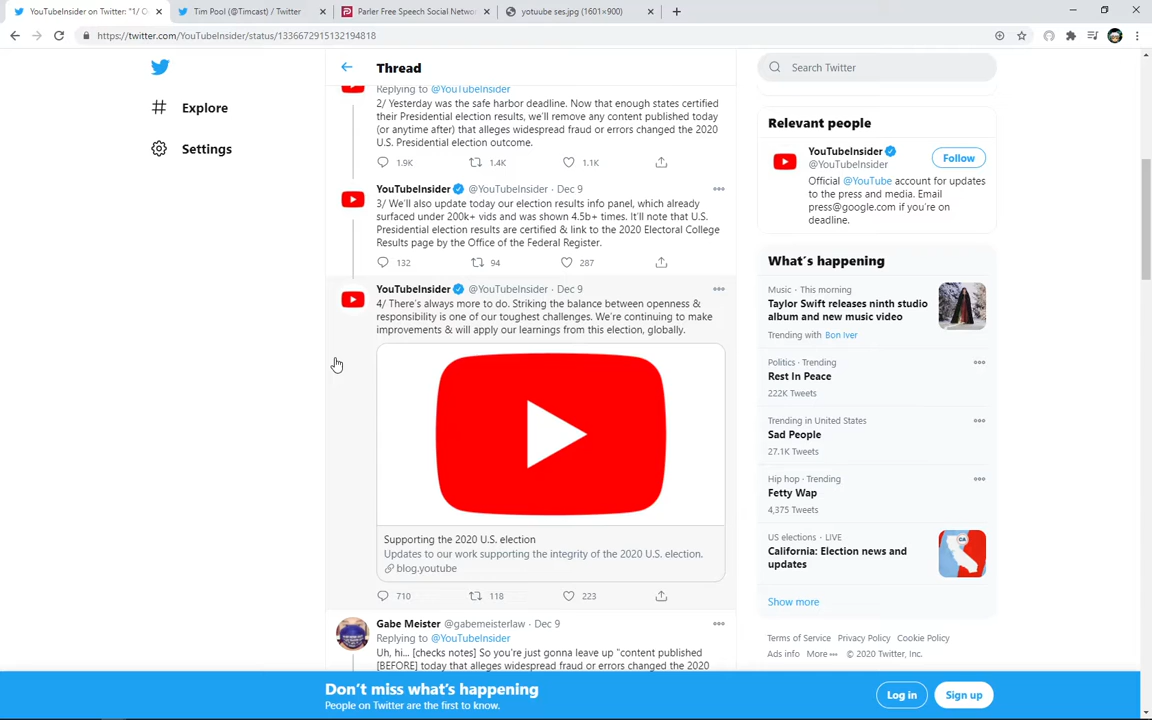 YouTubeInsider on Twitter: "1/ C
Tim Pool (@Timcast) / Twitter
Parler Free Speech Social Netwo
yotuube ses.jpg (1601×900)
https://twitter.com/YouTubeInsider/status/1336672915132194818
Explore
Settings
Thread
Replying to @YouTubeInsider
2/ Yesterday was the safe harbor deadline. Now that enough states certified
their Presidential election results, we'll remove any content published today
(or anytime after) that alleges widespread fraud or errors changed the 2020
U.S. Presidential election outcome.
1.9K 1.4K 1.1K
YouTubeInsider @YouTubeInsider · Dec 9
3/ We'll also update today our election results info panel, which already
surfaced under 200k+ vids and was shown 4.5b+ times. It'll note that U.S.
Presidential election results are certified & link to the 2020 Electoral College
Results page by the Office of the Federal Register.
132 94 287
YouTubeInsider @YouTubeInsider · Dec 9
4/ There's always more to do. Striking the balance between openness &
responsibility is one of our toughest challenges. We're continuing to make
improvements & will apply our learnings from this election, globally.
Supporting the 2020 U.S. election
Updates to our work supporting the integrity of the 2020 U.S. election.
blog.youtube
710 118 223
Gabe Meister @gabemeisterlaw · Dec 9
Replying to @YouTubeInsider
Uh, hi... [checks notes] So you're just gonna leave up "content published
[BEFORE] today that alleges widespread fraud or errors changed the 2020
Search Twitter
Relevant people
YouTubeInsider
@YouTubeInsider
Follow
Official @YouTube account for updates
to the press and media. Email
press@google.com if you're on
deadline.
What's happening
Music · This morning
Taylor Swift releases ninth studio
album and new music video
Trending with Bon Iver
Politics · Trending
Rest In Peace
222K Tweets
Trending in United States
Sad People
27.1K Tweets
Hip hop · Trending
Fetty Wap
4,375 Tweets
US elections · LIVE
California: Election news and
updates
CA
Show more
Terms of Service Privacy Policy Cookie Policy
Ads info More © 2020 Twitter, Inc.
Don't miss what's happening
People on Twitter are the first to know.
Log in
Sign up